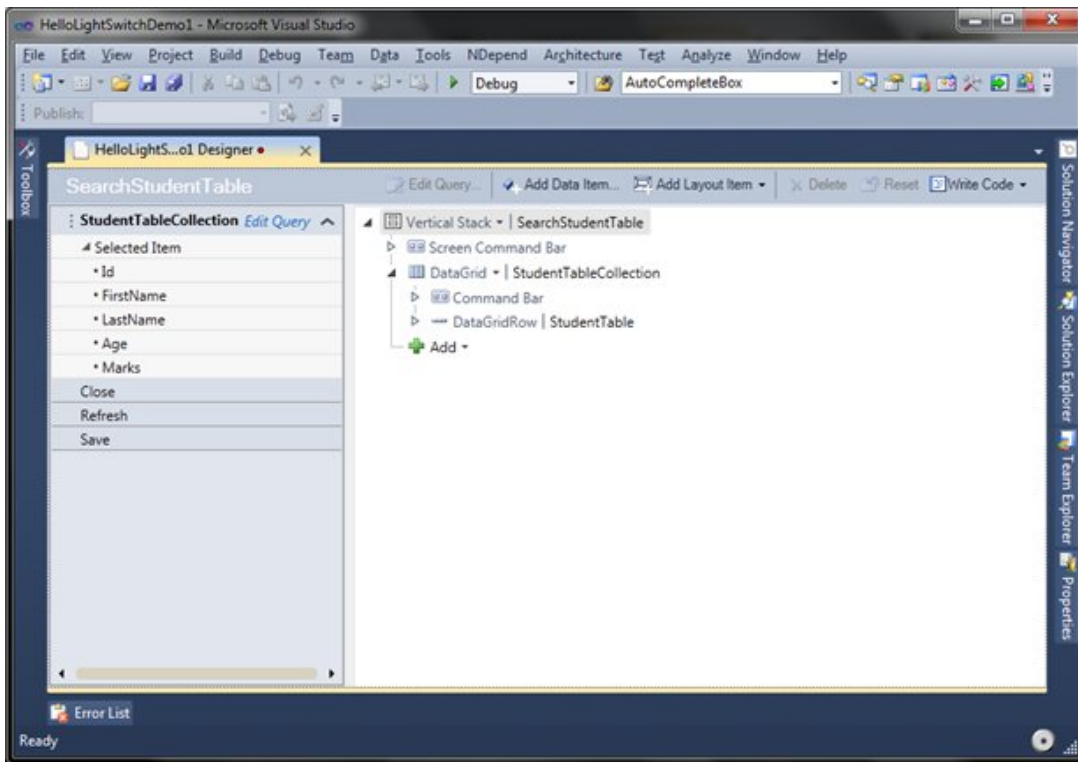 HelloLightSwitchDemo1 - Microsoft Visual Studio
File Edit View Project Build Debug Team Data Tools NDepend Architecture Test Analyze Window Help
Debug AutoCompleteBox
Publish:
HelloLightS...o1 Designer
Toolbox
SearchStudentTable
Edit Query... Add Data Item... Add Layout Item Delete Reset Write Code
StudentTableCollection Edit Query
Selected Item
Id
FirstName
LastName
Age
Marks
Close
Refresh
Save
Vertical Stack | SearchStudentTable
Screen Command Bar
DataGrid | StudentTableCollection
Command Bar
DataGridRow | StudentTable
Add
Solution Navigator
Solution Explorer
Team Explorer
Properties
Error List
Ready